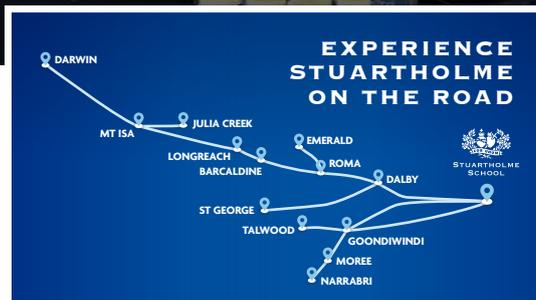 EXPERIENCE
STUARTHOLME
ON THE ROAD
STUARTHOLME
SCHOOL
DARWIN
MT ISA
JULIA CREEK
LONGREACH
BARCALDINE
EMERALD
ROMA
DALBY
ST GEORGE
TALWOOD
GOONDIWINDI
MOREE
NARRABRI